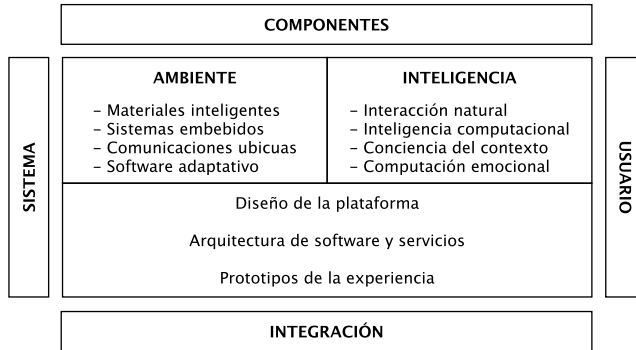 COMPONENTES
SISTEMA
AMBIENTE
– Materiales inteligentes
– Sistemas embebidos
– Comunicaciones ubicuas
– Software adaptativo
INTELIGENCIA
– Interacción natural
– Inteligencia computacional
– Conciencia del contexto
– Computación emocional
USUARIO
Diseño de la plataforma
Arquitectura de software y servicios
Prototipos de la experiencia
INTEGRACIÓN